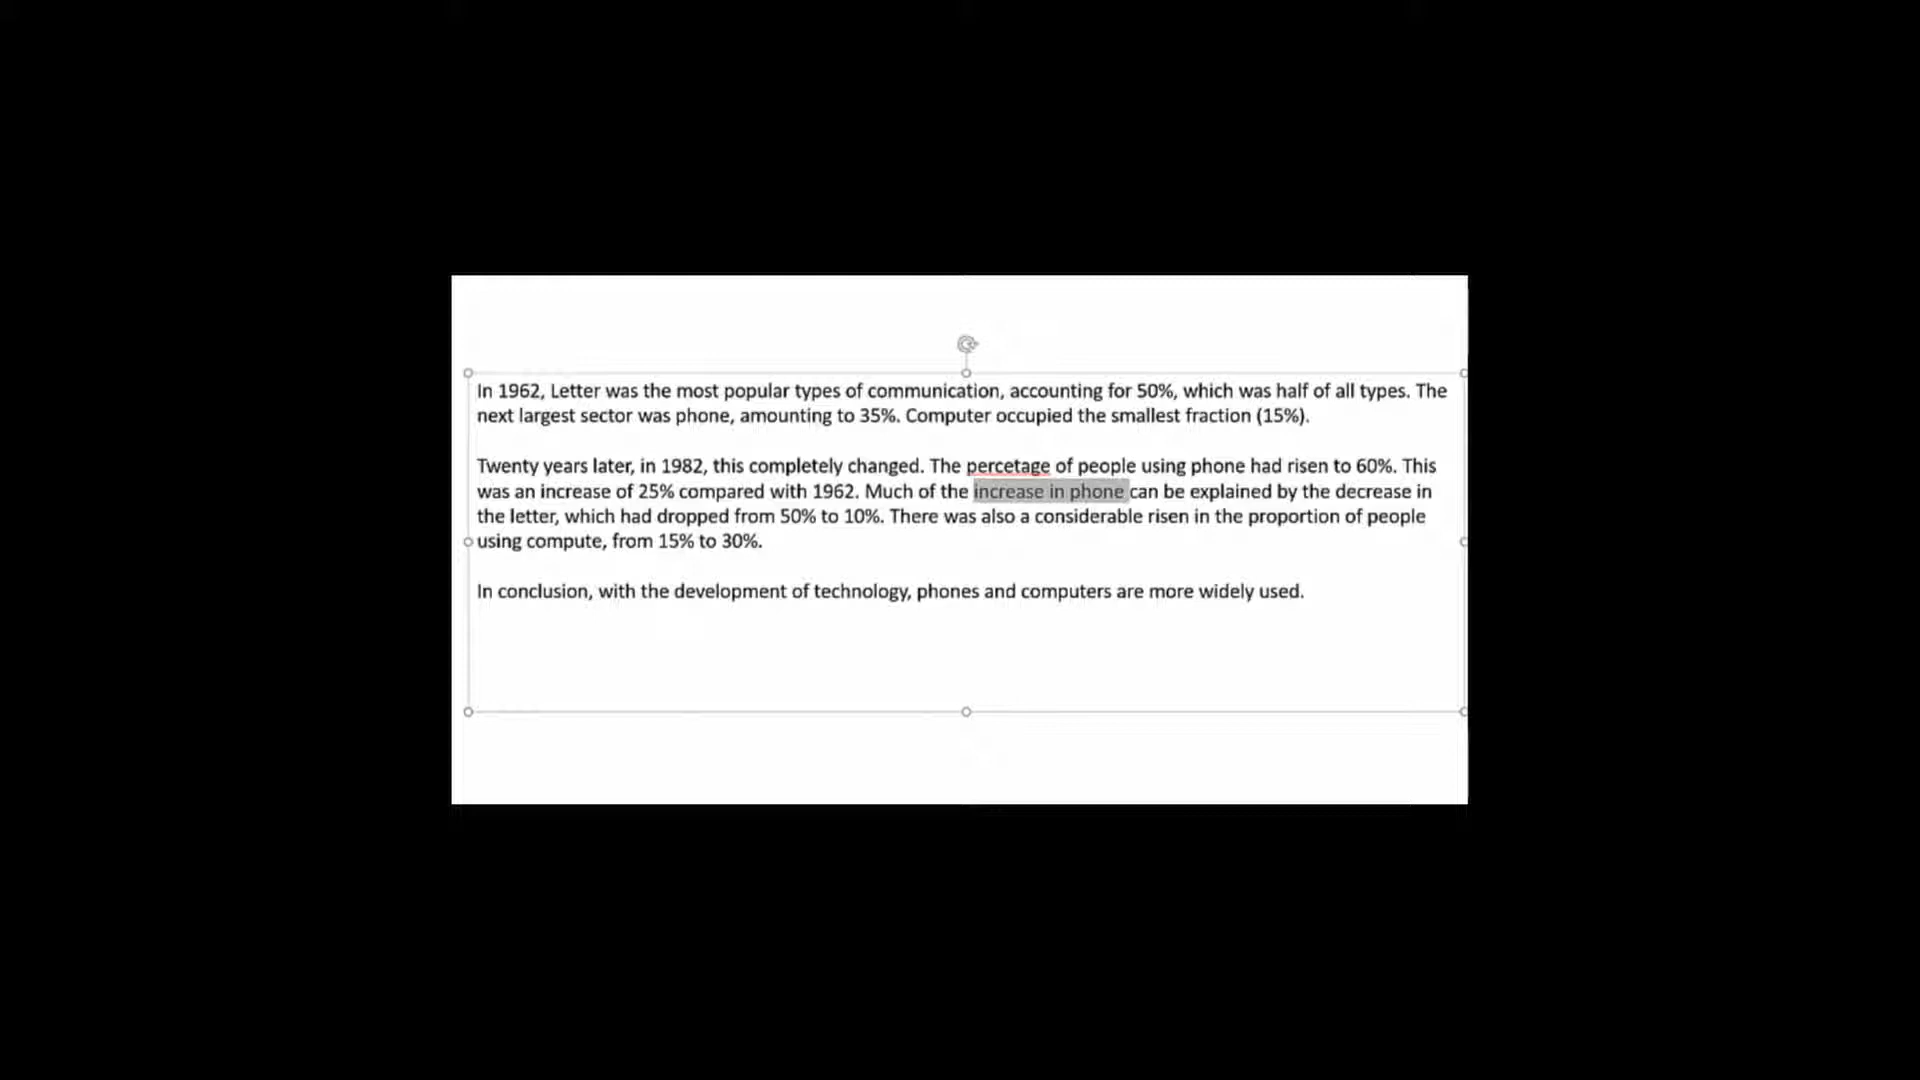 In 1962, Letter was the most popular types of communication, accounting for 50%, which was half of all types. The
next largest sector was phone, amounting to 35%. Computer occupied the smallest fraction (15%).
Twenty years later, in 1982, this completely changed. The percetage of people using phone had risen to 60%. This
was an increase of 25% compared with 1962. Much of the increase in phone can be explained by the decrease in
the letter, which had dropped from 50% to 10%. There was also a considerable risen in the proportion of people
using compute, from 15% to 30%.
In conclusion, with the development of technology, phones and computers are more widely used.